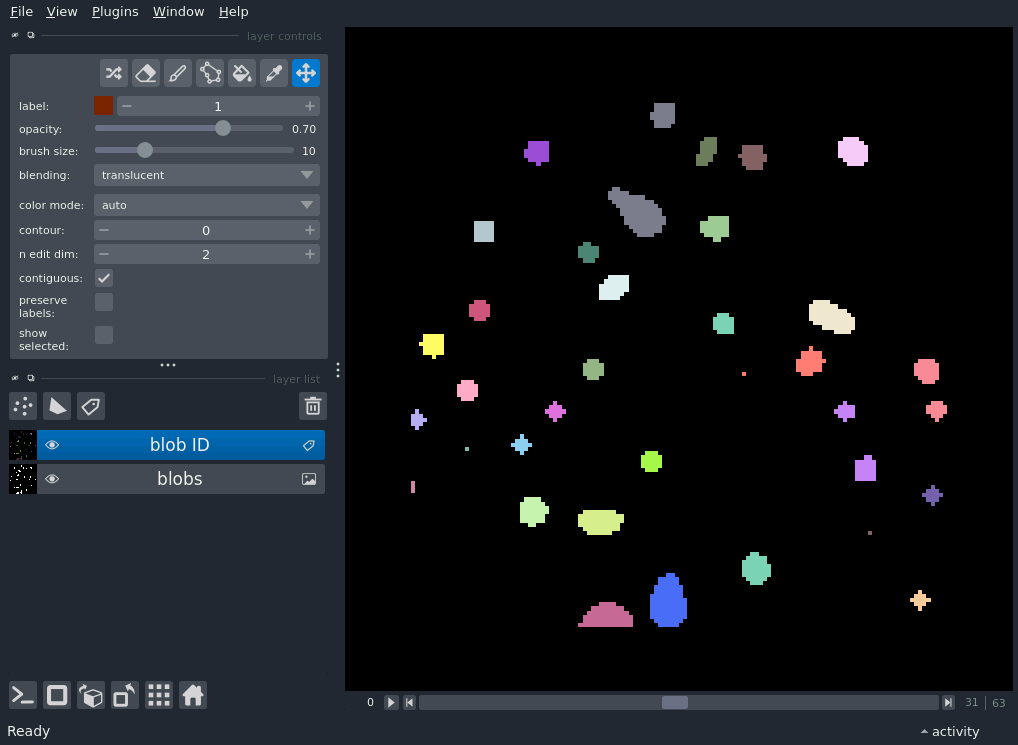 File View Plugins Window Help
layer controls
label: 1
opacity: 0.70
brush size: 10
blending: translucent
color mode: auto
contour: 0
n edit dim: 2
contiguous:
preserve
labels:
show
selected:
layer list
blob ID
blobs
0 31 | 63
Ready activity